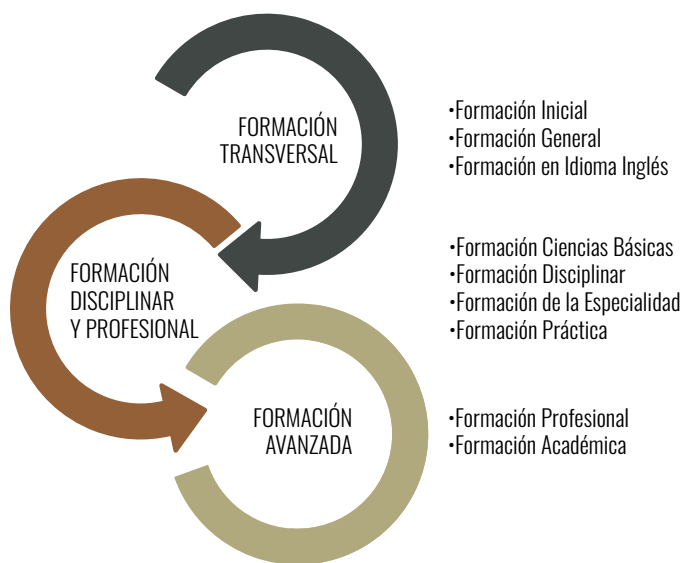 FORMACIÓN
TRANSVERSAL
•Formación Inicial
•Formación General
•Formación en Idioma Inglés
FORMACIÓN
DISCIPLINAR
Y PROFESIONAL
•Formación Ciencias Básicas
•Formación Disciplinar
•Formación de la Especialidad
•Formación Práctica
FORMACIÓN
AVANZADA
•Formación Profesional
•Formación Académica